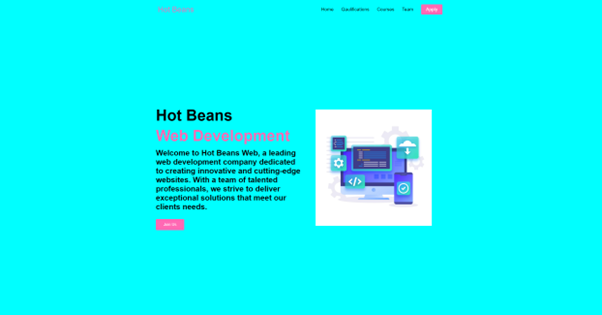 Hot Beans
Home Qaulifications Courses Team Apply
Hot Beans
Web Development
Welcome to Hot Beans Web, a leading
web development company dedicated
to creating innovative and cutting-edge
websites. With a team of talented
professionals, we strive to deliver
exceptional solutions that meet our
clients needs.